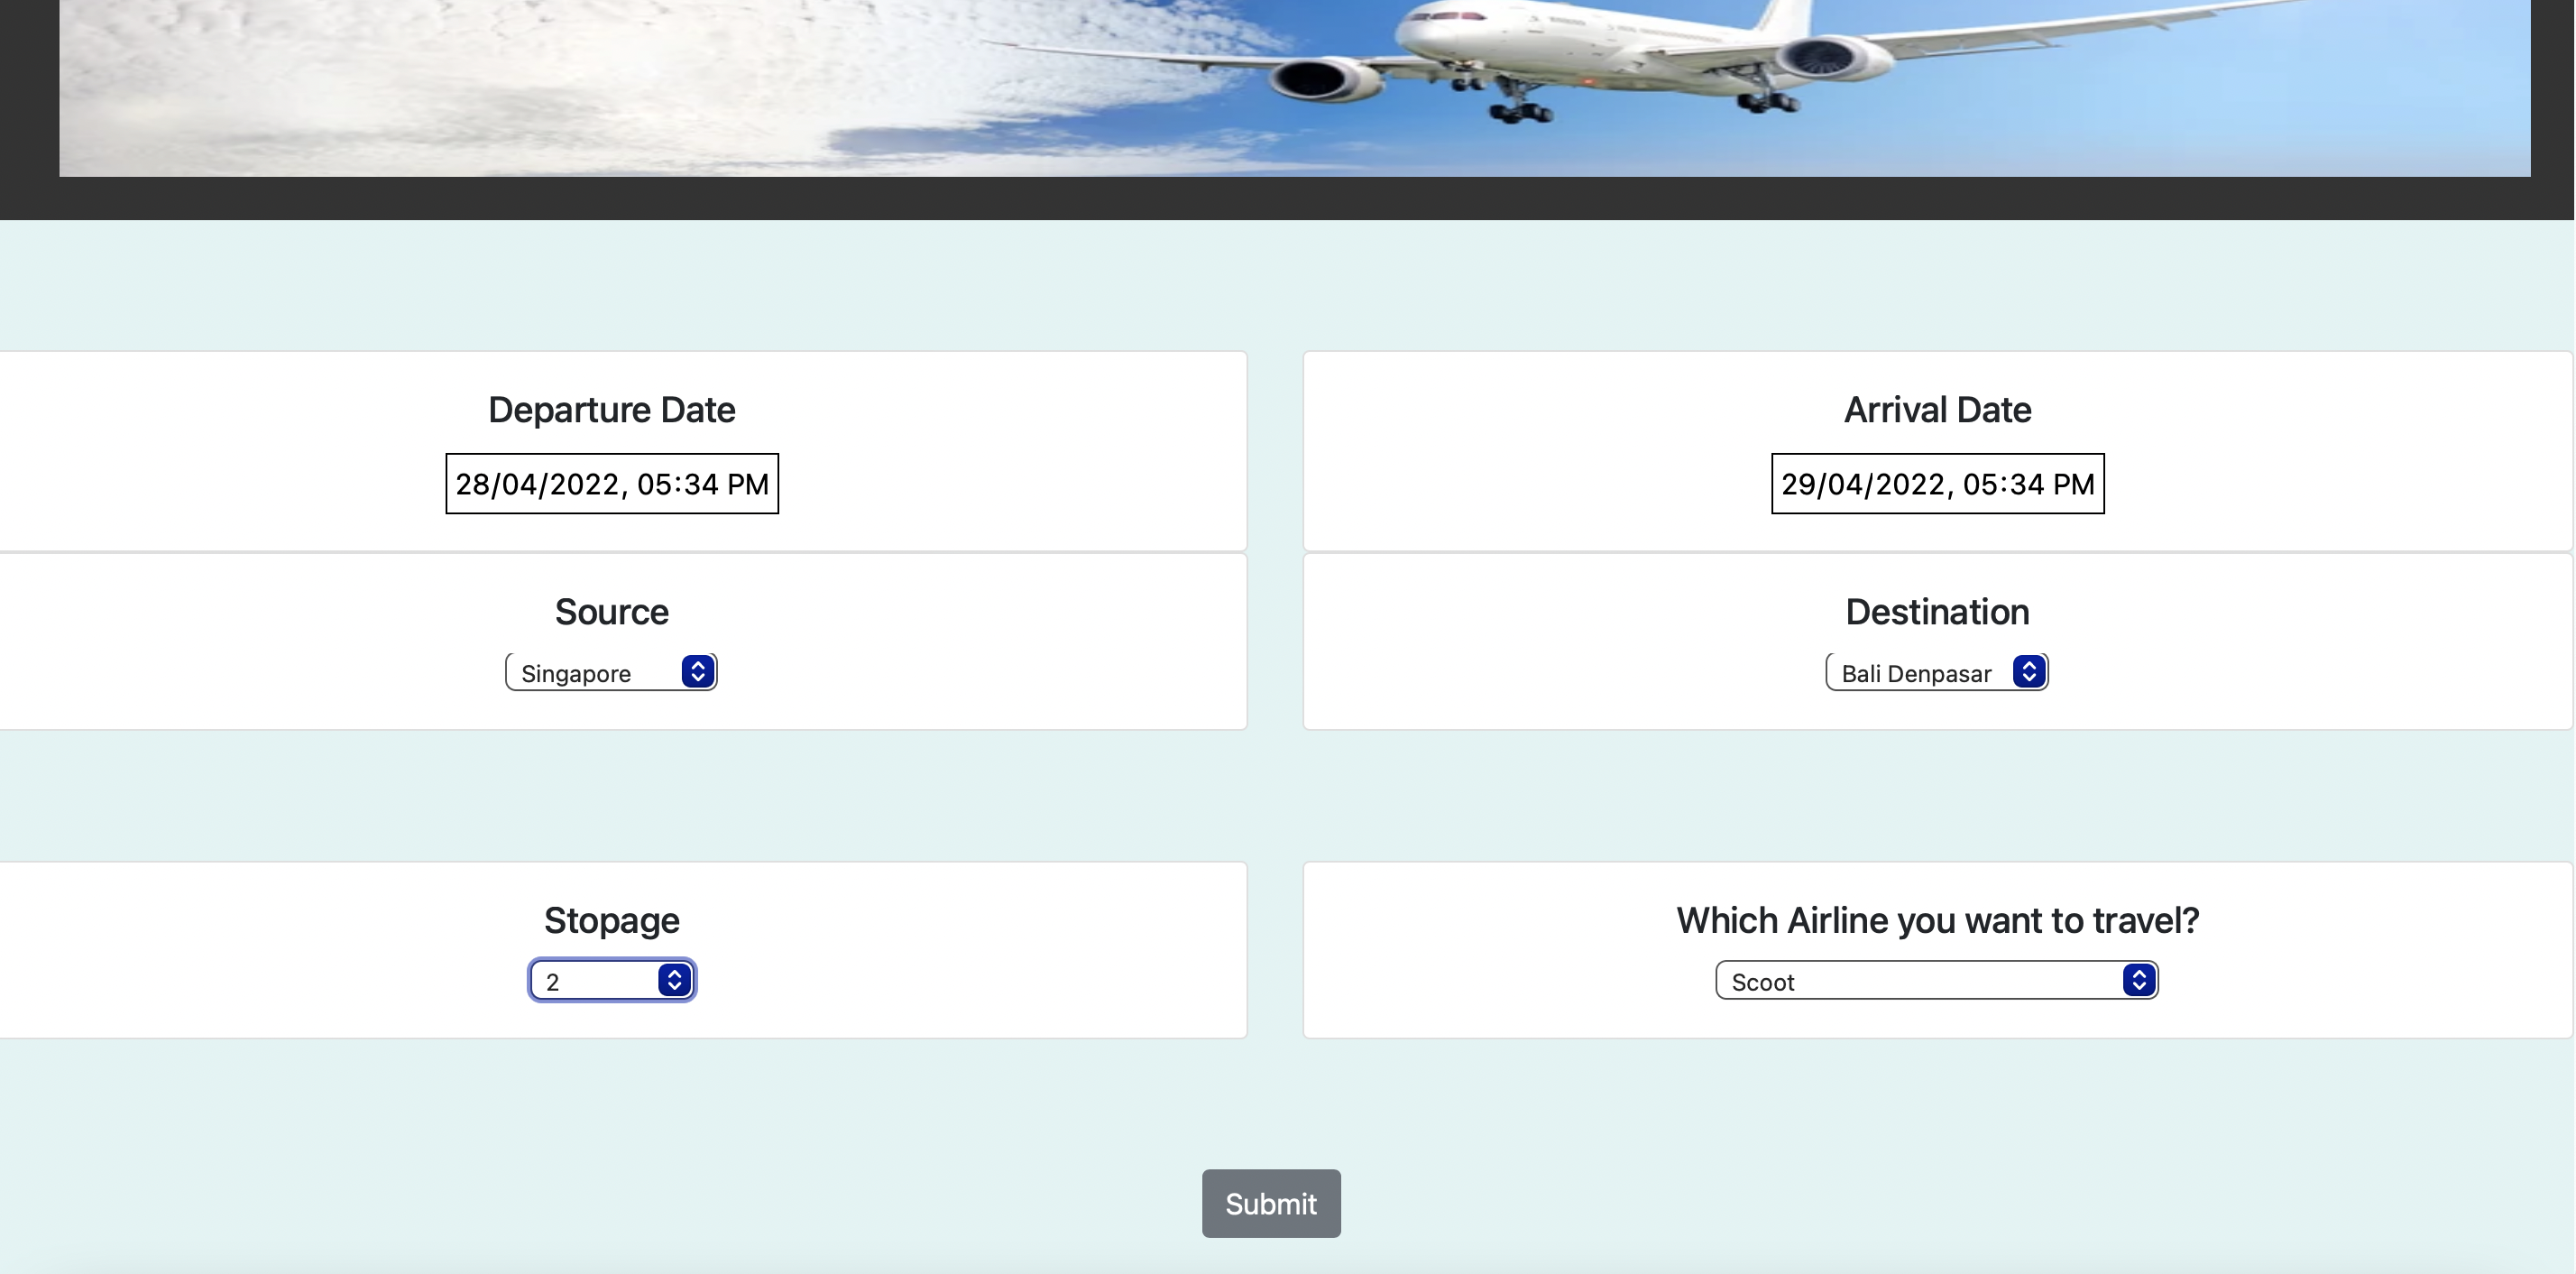 Departure Date
28/04/2022, 05:34 PM
Arrival Date
29/04/2022, 05:34 PM
Source
Singapore
Destination
Bali Denpasar
Stopage
2
Which Airline you want to travel?
Scoot
Submit